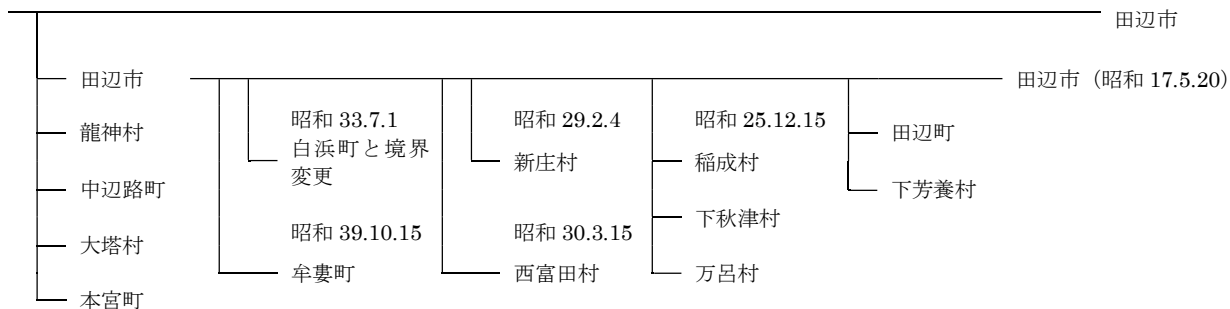 田辺市
田辺市
田辺市（昭和 17.5.20）
昭和 33.7.1
白浜町と境界
変更
昭和 29.2.4
新庄村
昭和 25.12.15
稲成村
田辺町
下芳養村
龍神村
中辺路町
大塔村
本宮町
昭和 39.10.15
牟婁町
昭和 30.3.15
西富田村
下秋津村
万呂村